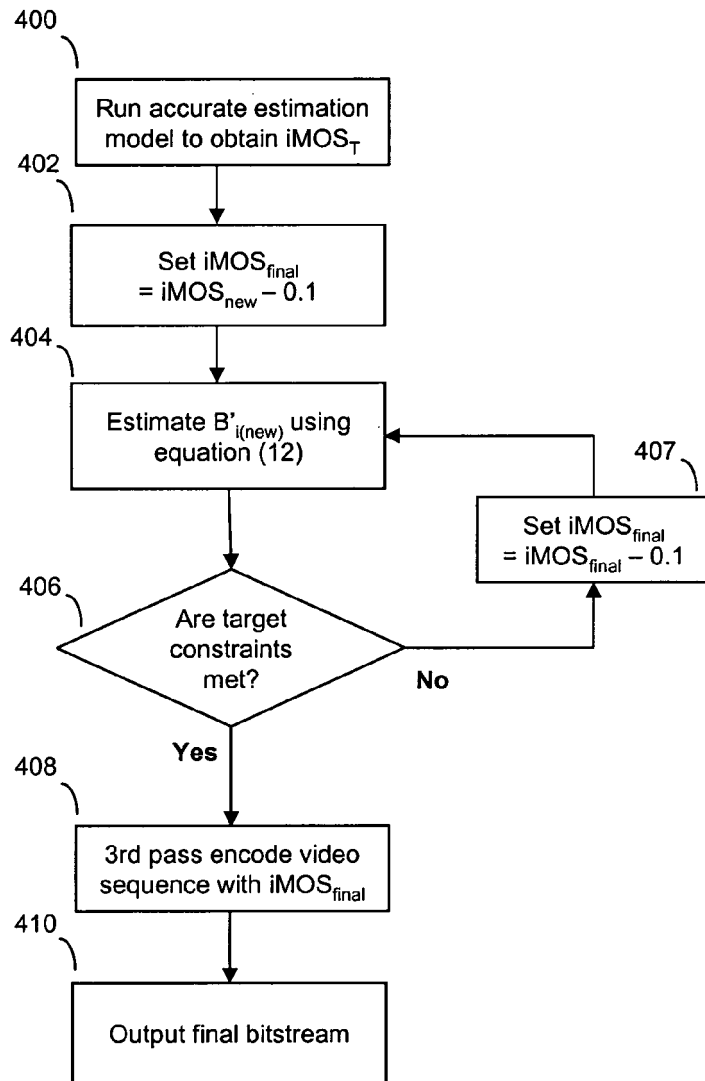 400
Run accurate estimation
model to obtain iMOS_T
402
Set iMOS_final
= iMOS_new – 0.1
404
Estimate B'_i(new) using
equation (12)
407
Set iMOS_final
= iMOS_final – 0.1
406
Are target
constraints
met?
No
Yes
408
3rd pass encode video
sequence with iMOS_final
410
Output final bitstream